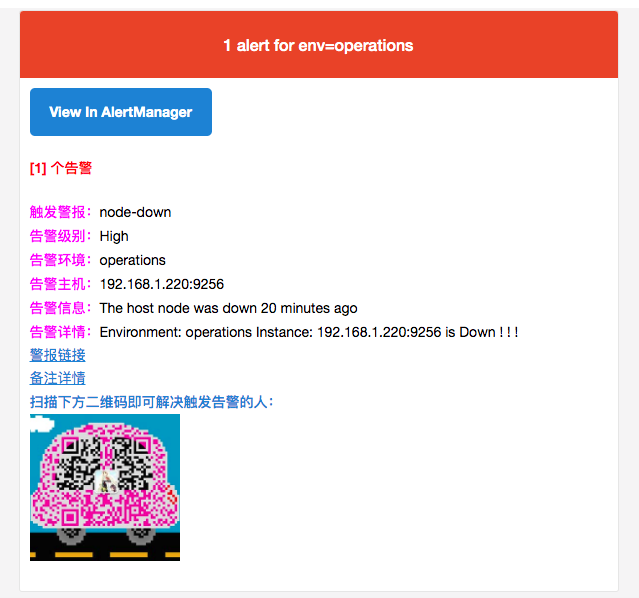 1 alert for env=operations
View In AlertManager
[1] 个告警
触发警报：node-down
告警级别：High
告警环境：operations
告警主机：192.168.1.220:9256
告警信息：The host node was down 20 minutes ago
告警详情：Environment: operations Instance: 192.168.1.220:9256 is Down ! ! !
警报链接
备注详情
扫描下方二维码即可解决触发告警的人：